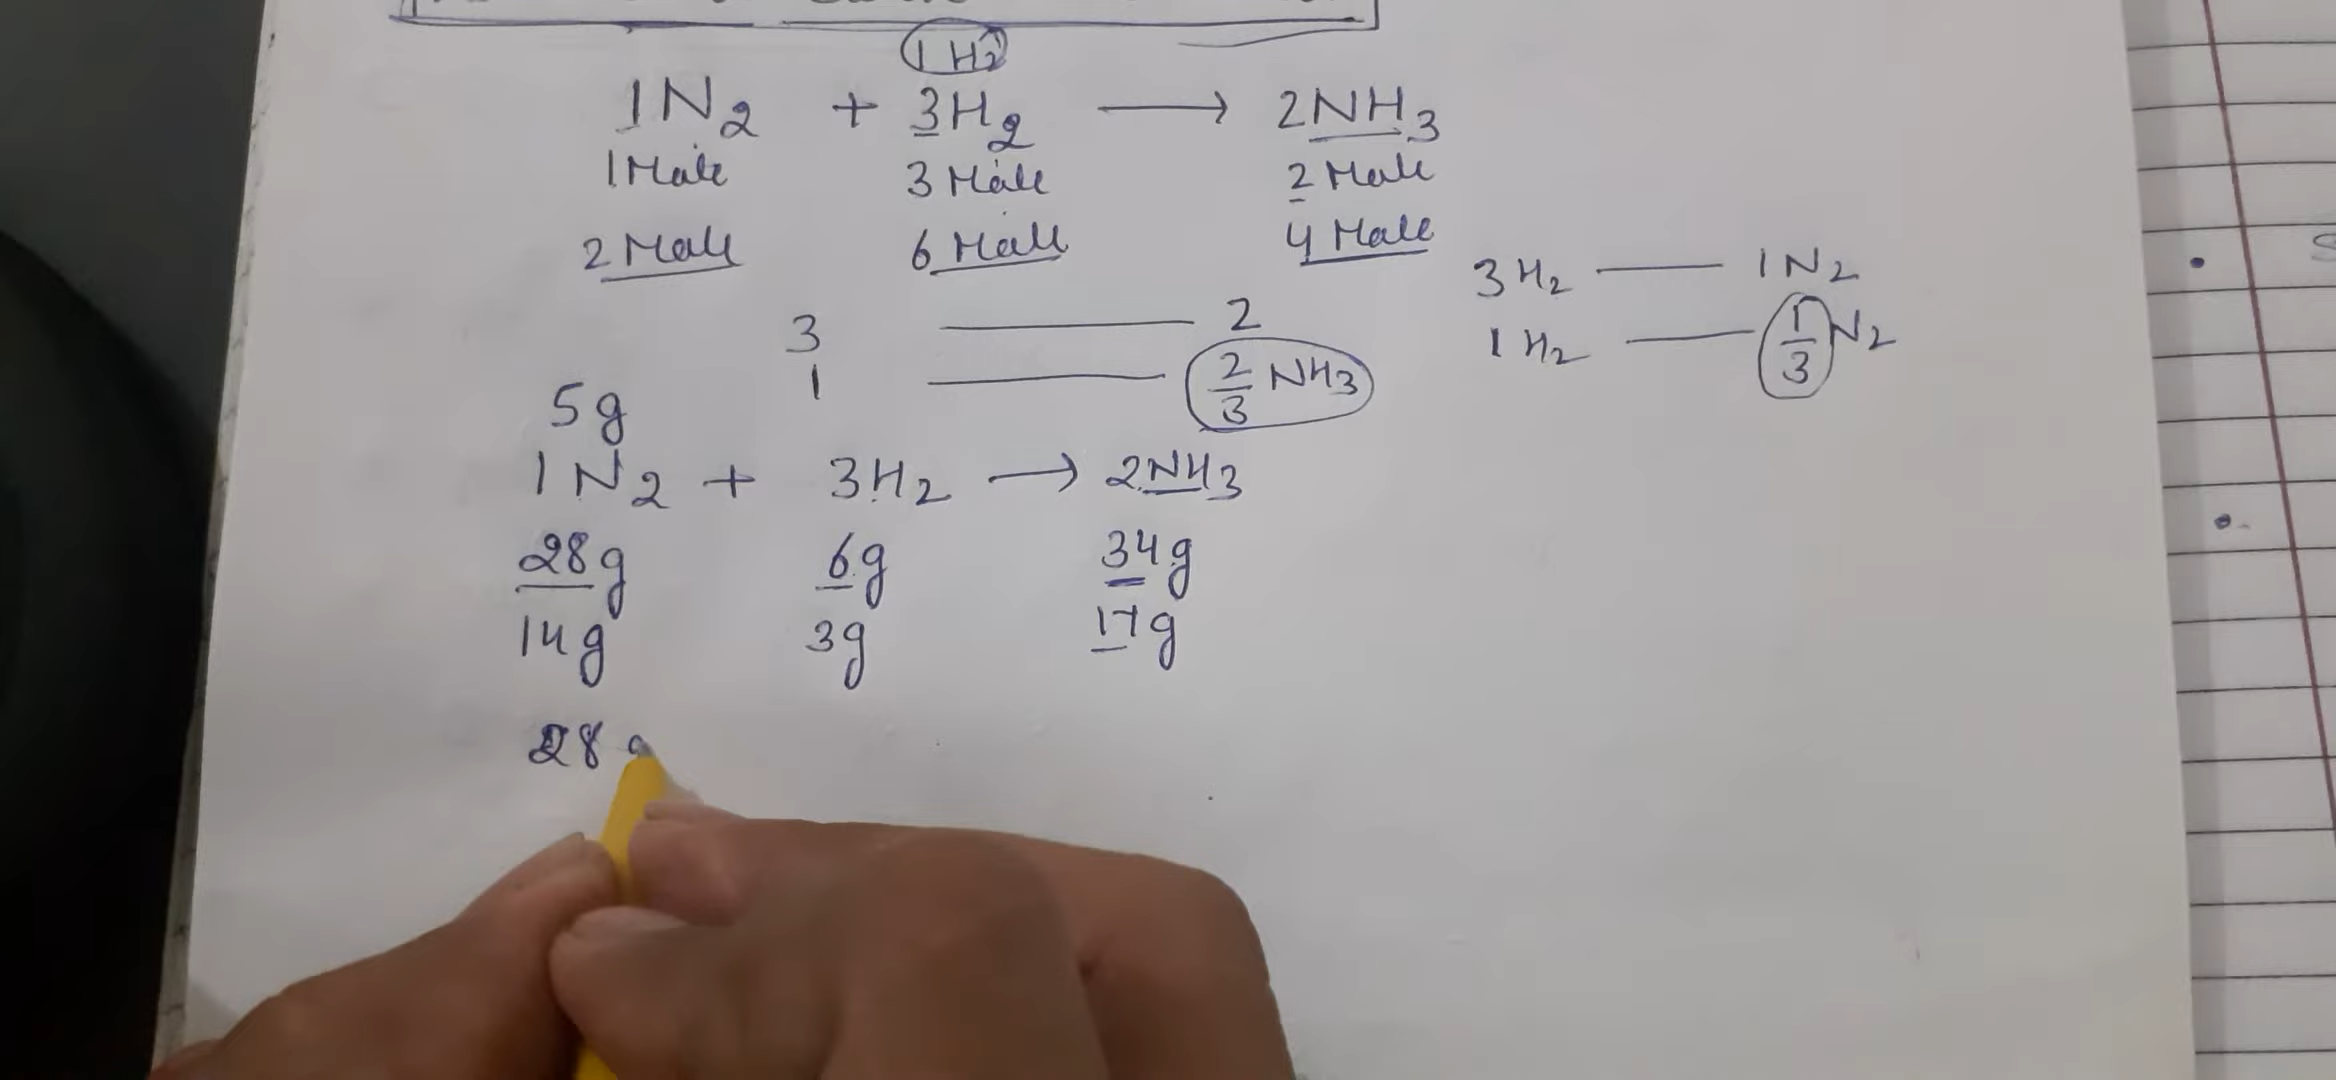 1 H2
1N2 + 3H2 → 2NH3
1 Mole 3 Mole 2 Mole
2 Mole 6 Mole 4 Mole
3H2 — 1N2
3 — 2
1H2 — 1/3 N2
1 — 2/3 NH3
5g
1N2 + 3H2 → 2NH3
28g 6g 34g
14g 3g 17g
28